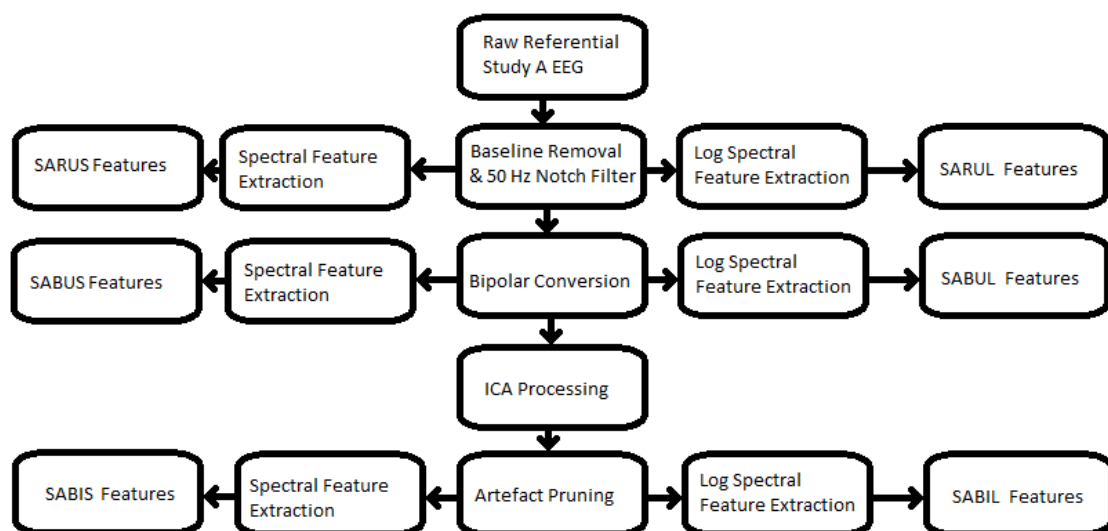 Raw Referential
Study A EEG
SARUS Features
Spectral Feature
Extraction
Baseline Removal
& 50 Hz Notch Filter
Log Spectral
Feature Extraction
SARUL Features
SABUS Features
Spectral Feature
Extraction
Bipolar Conversion
Log Spectral
Feature Extraction
SABUL Features
ICA Processing
SABIS Features
Spectral Feature
Extraction
Artefact Pruning
Log Spectral
Feature Extraction
SABIL Features